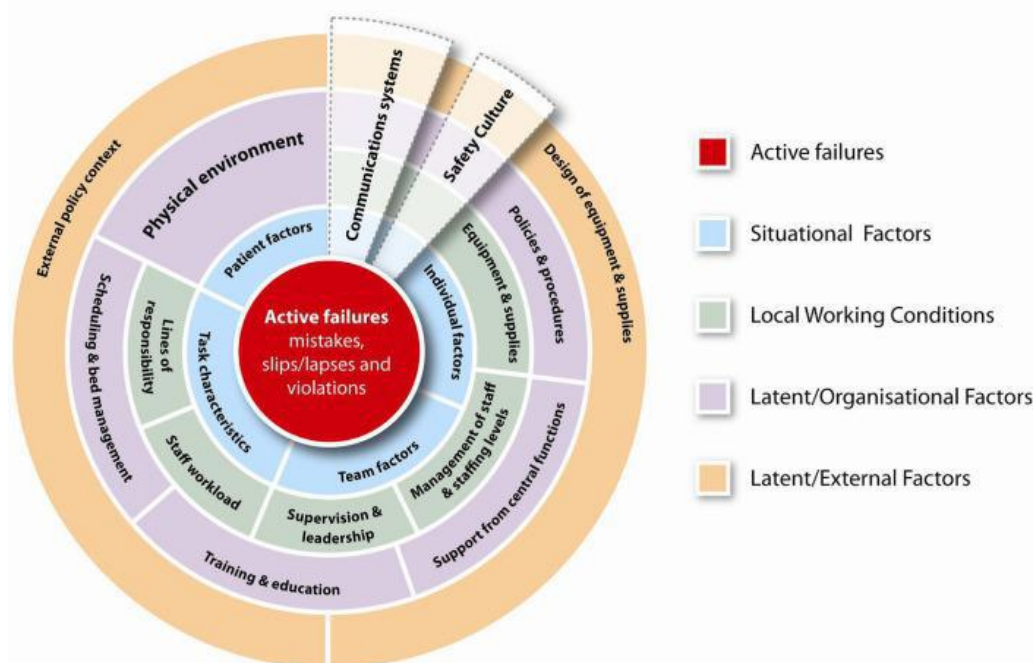 External policy context
Physical environment
Communications systems
Safety Culture
Design of equipment & supplies
Patient factors
Individual factors
Equipment & supplies
Policies & procedures
Scheduling & bed management
Lines of
responsibility
Task characteristics
Active failures
mistakes,
slips/lapses and
violations
Staff workload
Team factors
Management of staff
& staffing levels
Supervision &
leadership
Support from central functions
Training & education
Active failures
Situational Factors
Local Working Conditions
Latent/Organisational Factors
Latent/External Factors